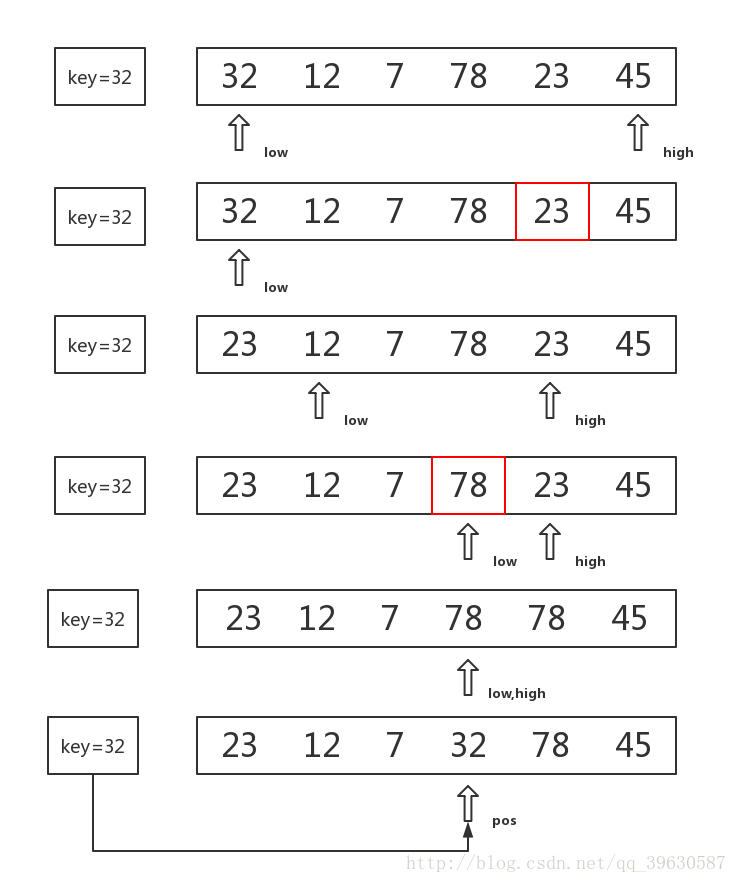 key=32 32 12 7 78 23 45
low high
key=32 32 12 7 78 23 45
low
key=32 23 12 7 78 23 45
low high
key=32 23 12 7 78 23 45
low high
key=32 23 12 7 78 78 45
low,high
key=32 23 12 7 32 78 45
pos
http://blog.csdn.net/qq_39630587